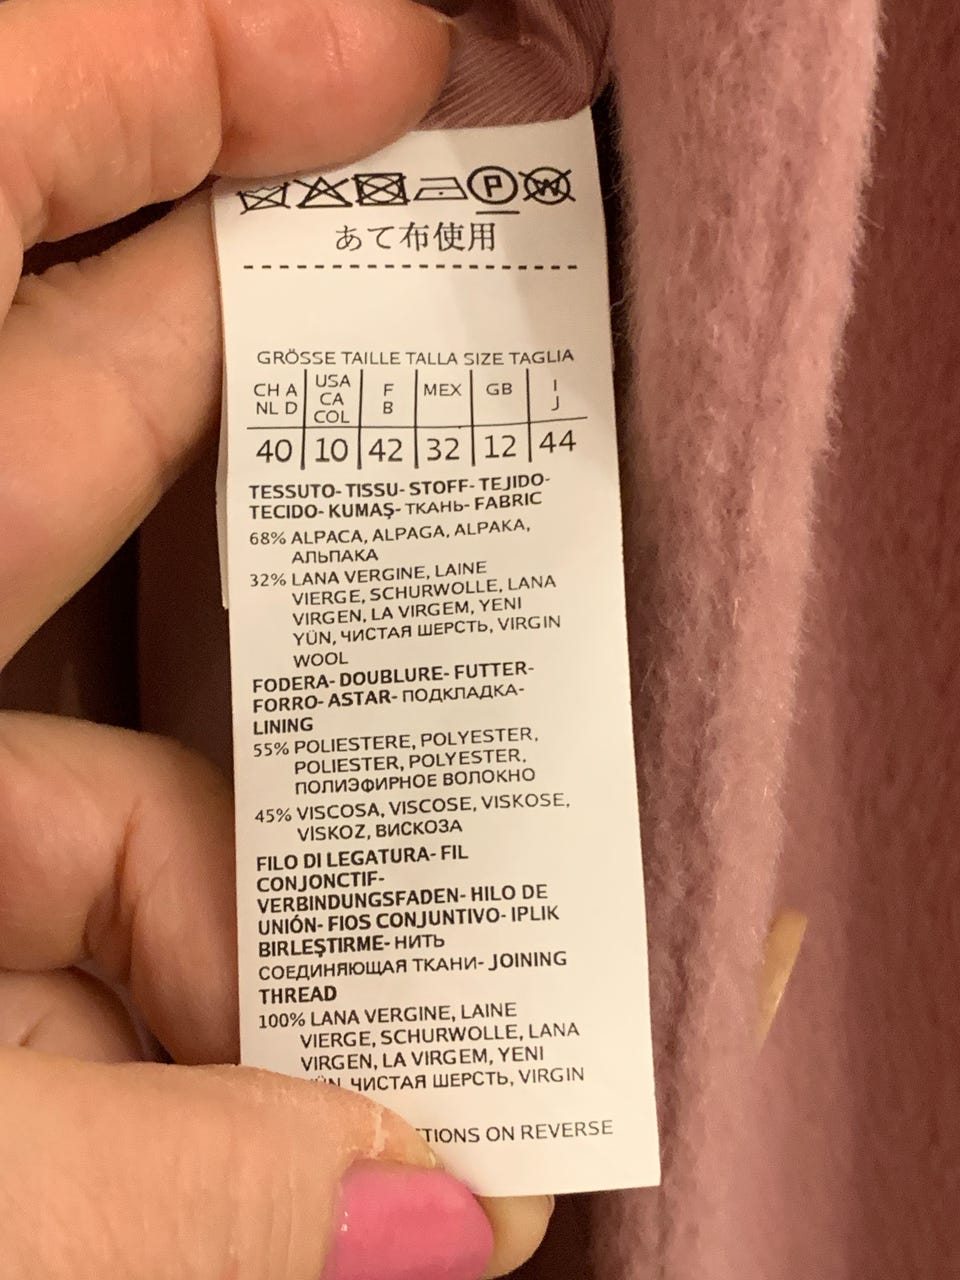 P W
あて布使用
GRÖSSE TAILLE TALLA SIZE TAGLIA
CH A NL D USA CA COL F B MEX GB I J
40 10 42 32 12 44
TESSUTO- TISSU- STOFF- TEJIDO-
TECIDO- KUMAŞ- ТКАНЬ- FABRIC
68% ALPACA, ALPAGA, ALPAKA,
АЛЬПАКА
32% LANA VERGINE, LAINE
VIERGE, SCHURWOLLE, LANA
VIRGEN, LA VIRGEM, YENI
YÜN, ЧИСТАЯ ШЕРСТЬ, VIRGIN
WOOL
FODERA- DOUBLURE- FUTTER-
FORRO- ASTAR- ПОДКЛАДКА-
LINING
55% POLIESTERE, POLYESTER,
POLIESTER, POLYESTER,
ПОЛИЭФИРНОЕ ВОЛОКНО
45% VISCOSA, VISCOSE, VISKOSE,
VİSKOZ, ВИСКОЗА
FILO DI LEGATURA- FIL
CONJONCTIF-
VERBINDUNGSFADEN- HILO DE
UNIÓN- FIOS CONJUNTIVO- IPLIK
BIRLEŞTIRME- НИТЬ
СОЕДИНЯЮЩАЯ ТКАНИ- JOINING
THREAD
100% LANA VERGINE, LAINE
VIERGE, SCHURWOLLE, LANA
VIRGEN, LA VIRGEM, YENI
ЧИСТАЯ ШЕРСТЬ, VIRGIN
ON REVERSE